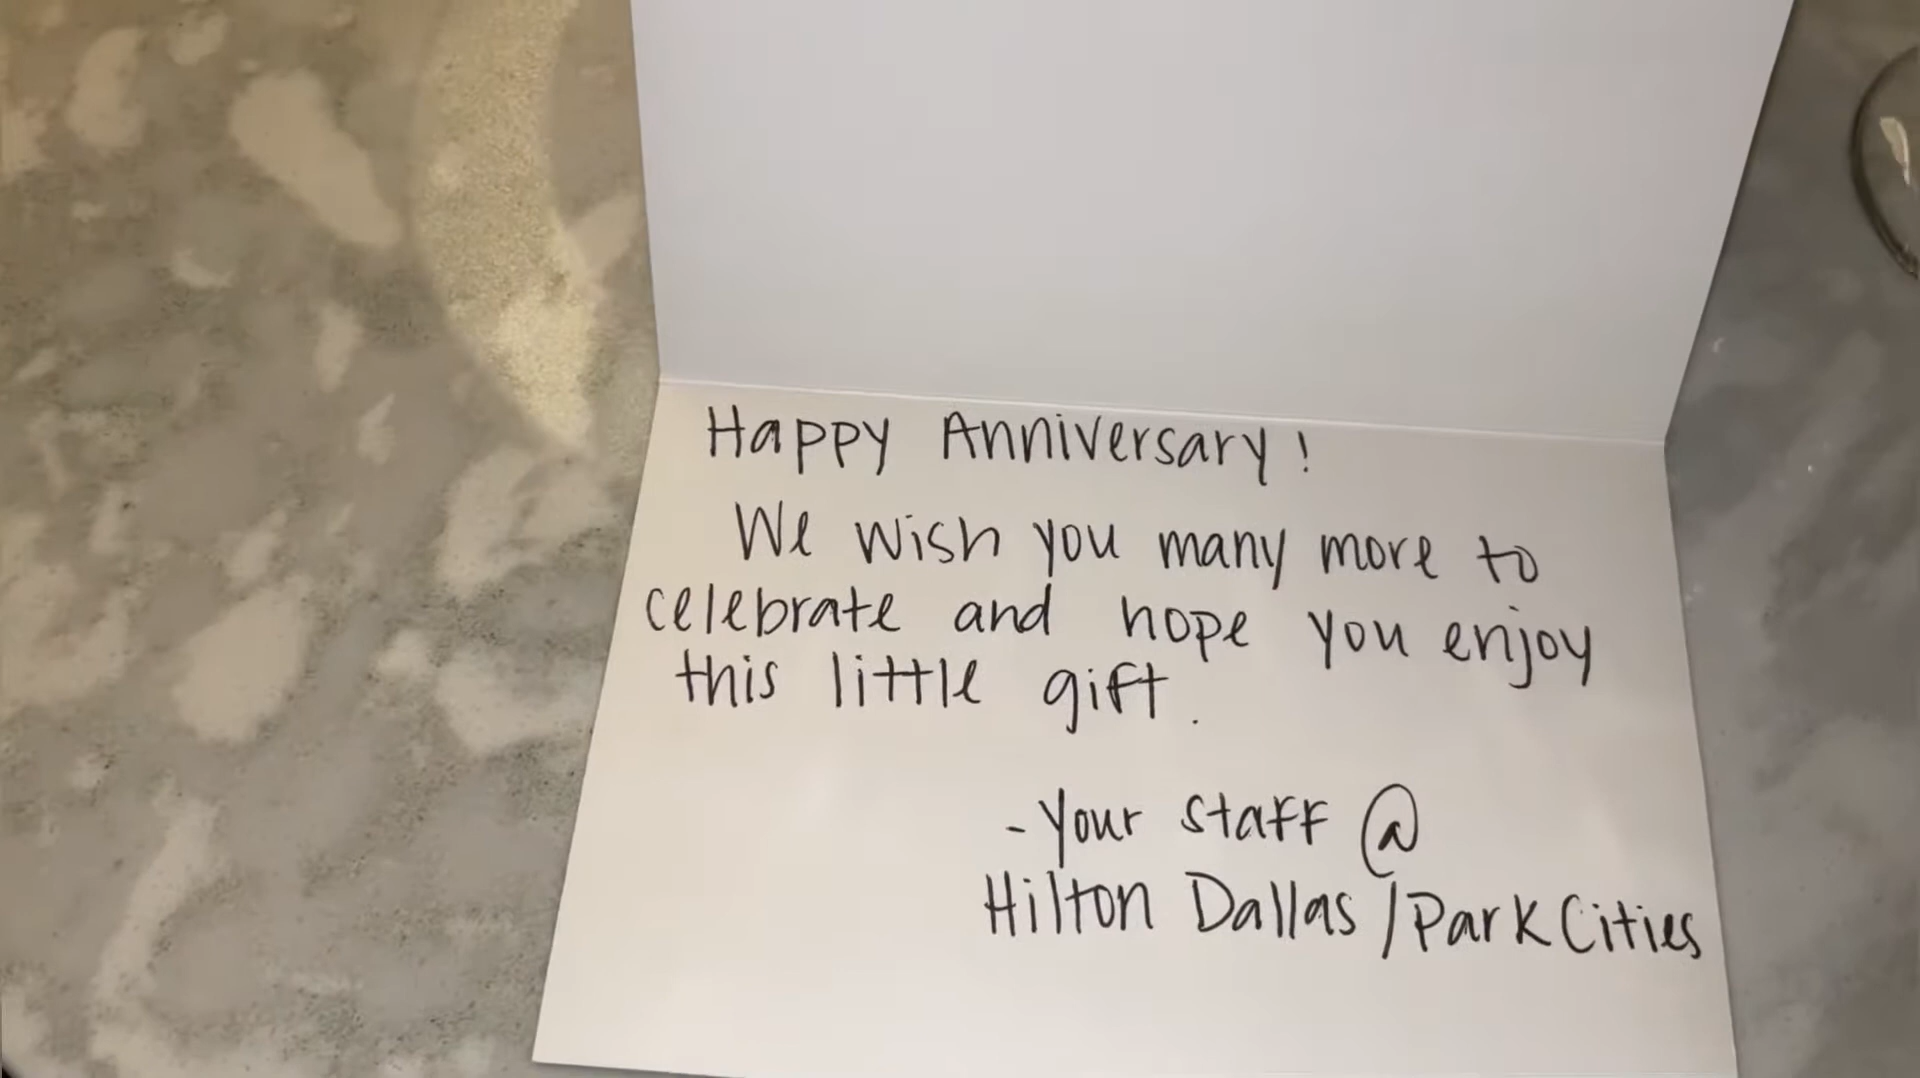 Happy Anniversary!
We wish you many more to
celebrate and hope you enjoy
this little gift.
- Your staff @
Hilton Dallas/Park Cities